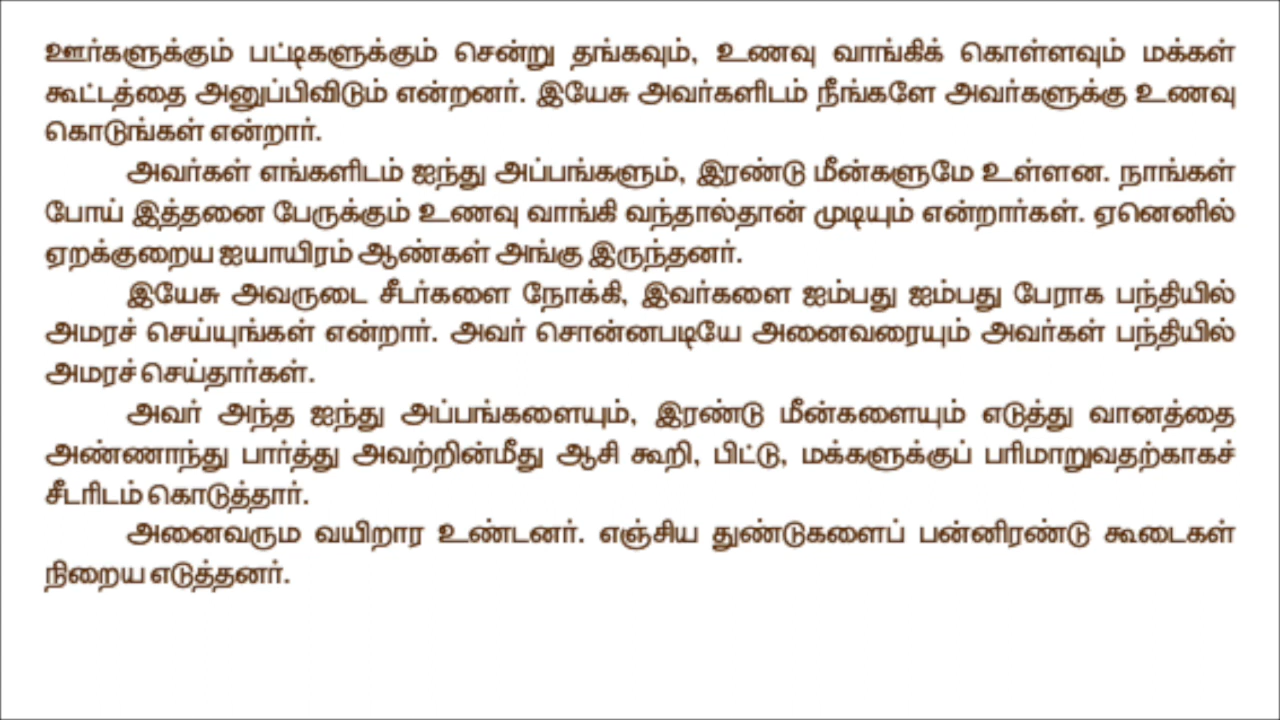 ஊர்களுக்கும் பட்டிகளுக்கும் சென்று தங்கவும், உணவு வாங்கிக் கொள்ளவும் மக்கள்
கூட்டத்தை அனுப்பிவிடும் என்றனர். இயேசு அவர்களிடம் நீங்களே அவர்களுக்கு உணவு
கொடுங்கள் என்றார்.
அவர்கள் எங்களிடம் ஐந்து அப்பங்களும், இரண்டு மீன்களுமே உள்ளன. நாங்கள்
போய் இத்தனை பேருக்கும் உணவு வாங்கி வந்தால்தான் முடியும் என்றார்கள். ஏனெனில்
ஏறக்குறைய ஐயாயிரம் ஆண்கள் அங்கு இருந்தனர்.
இயேசு அவருடை சீடர்களை நோக்கி, இவர்களை ஐம்பது ஐம்பது பேராக பந்தியில்
அமரச் செய்யுங்கள் என்றார். அவர் சொன்னபடியே அனைவரையும் அவர்கள் பந்தியில்
அமரச் செய்தார்கள்.
அவர் அந்த ஐந்து அப்பங்களையும், இரண்டு மீன்களையும் எடுத்து வானத்தை
அண்ணாந்து பார்த்து அவற்றின்மீது ஆசி கூறி, பிட்டு, மக்களுக்குப் பரிமாறுவதற்காகச்
சீடரிடம் கொடுத்தார்.
அனைவரும வயிறார உண்டனர். எஞ்சிய துண்டுகளைப் பன்னிரண்டு கூடைகள்
நிறைய எடுத்தனர்.